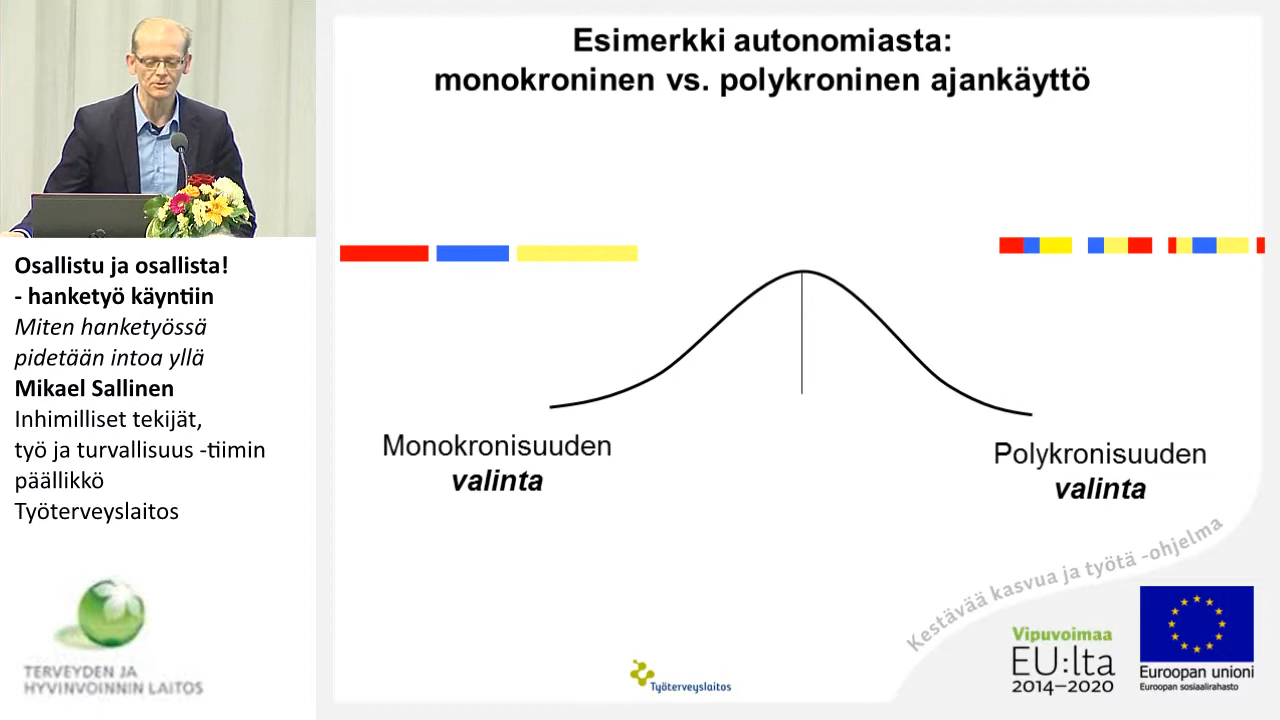 Esimerkki autonomiasta:
monokroninen vs. polykroninen ajankäyttö
Osallistu ja osallista!
- hanketyö käyntiin
Miten hanketyössä
pidetään intoa yllä
Mikael Sallinen
Inhimilliset tekijät,
työ ja turvallisuus -tiimin
päällikkö
Työterveyslaitos
Monokronisuuden
valinta
Polykronisuuden
valinta
Kestävää kasvua ja työtä -ohjelma
TERVEYDEN JA
HYVINVOINNIN LAITOS
Työterveyslaitos
Vipuvoimaa
EU:lta
2014–2020
Euroopan unioni
Euroopan sosiaalirahasto